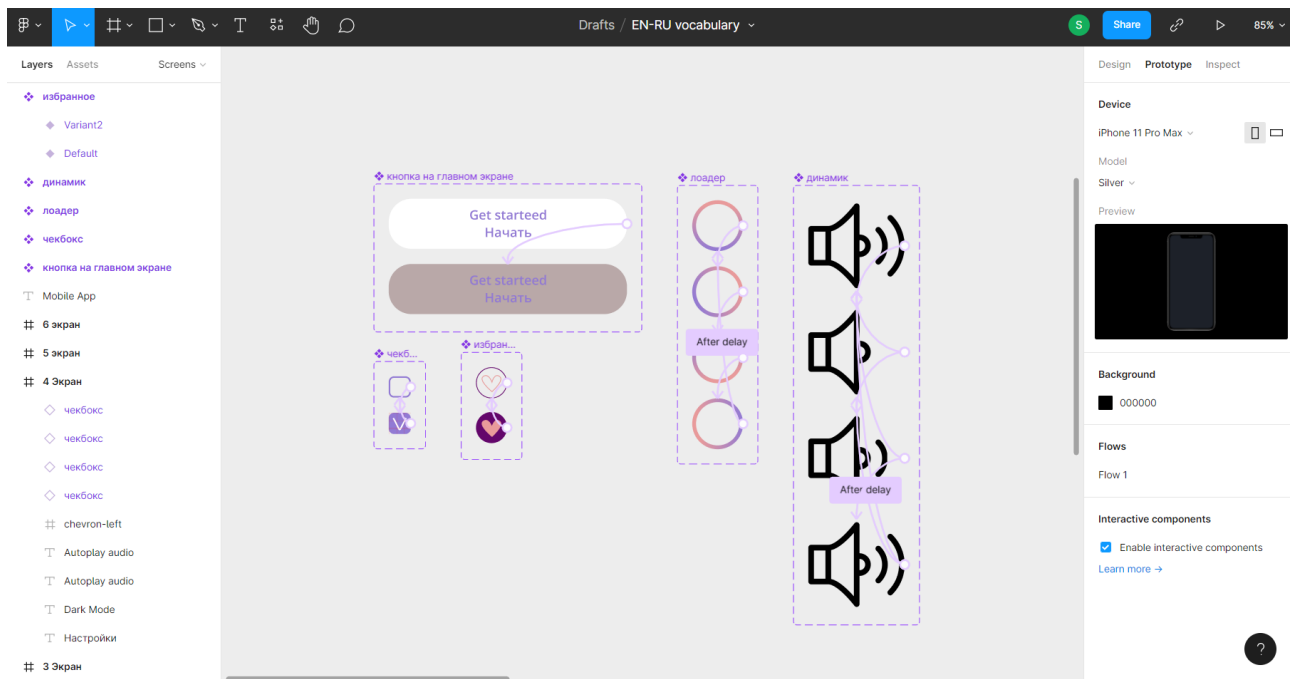 Drafts / EN-RU vocabulary
S
Share
85%
Layers Assets Screens
избранное
Variant2
Default
динамик
лоадер
чекбокс
кнопка на главном экране
Mobile App
6 экран
5 экран
4 Экран
чекбокс
чекбокс
чекбокс
чекбокс
chevron-left
Autoplay audio
Autoplay audio
Dark Mode
Настройки
3 Экран
кнопка на главном экране
Get starteed
Начать
Get starteed
Начать
чекб...
избран...
лоадер
After delay
динамик
After delay
Design Prototype Inspect
Device
iPhone 11 Pro Max
Model
Silver
Preview
Background
000000
Flows
Flow 1
Interactive components
Enable interactive components
Learn more →
?